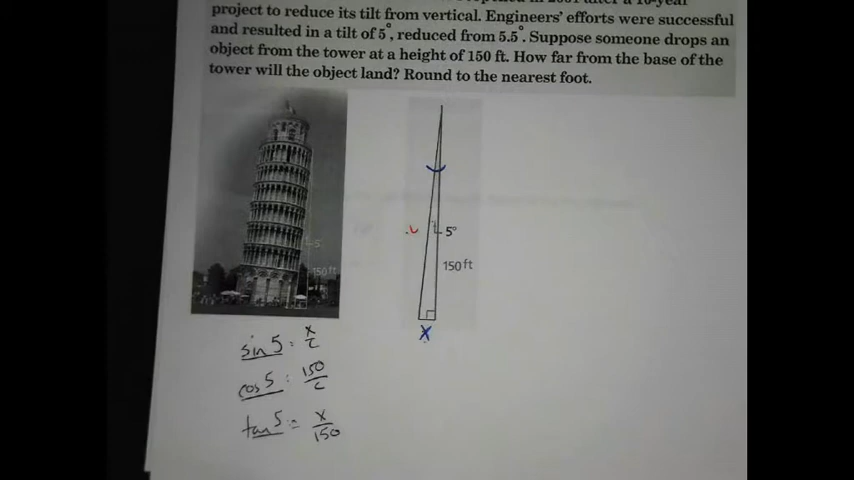 project to reduce its tilt from vertical. Engineers' efforts were successful
and resulted in a tilt of 5°, reduced from 5.5°. Suppose someone drops an
object from the tower at a height of 150 ft. How far from the base of the
tower will the object land? Round to the nearest foot.
5°
150 ft
5°
150 ft
x
sin 5 = x/c
cos 5 = 150/c
tan 5 = x/150